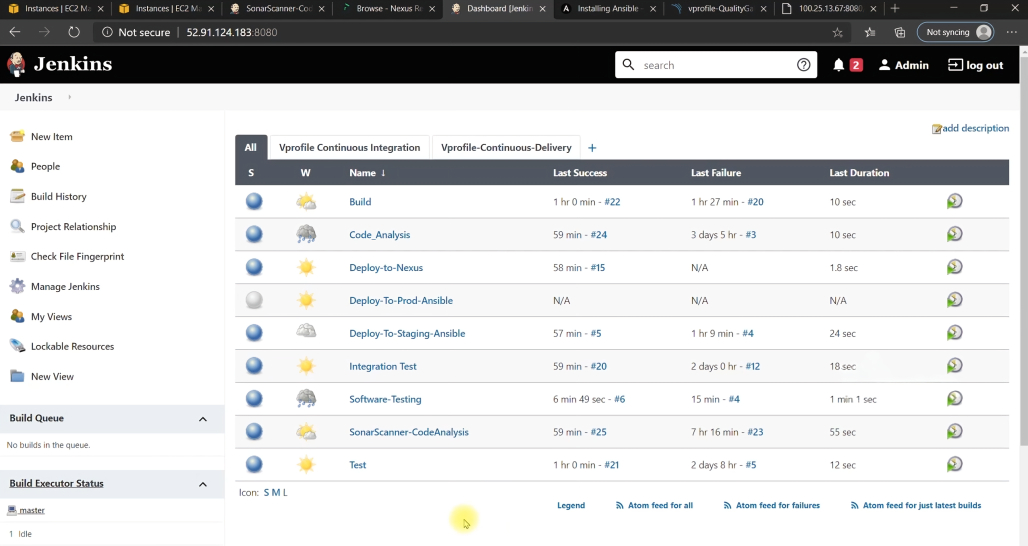 Instances | EC2 Ma
Instances | EC2 Ma
SonarScanner-Cod
Browse - Nexus Re
Dashboard [Jenkin
Installing Ansible
vprofile-QualityGa
100.25.13.67:8080
Not secure | 52.91.124.183:8080
Not syncing
Jenkins
search
2
Admin
log out
Jenkins
add description
New Item
People
Build History
Project Relationship
Check File Fingerprint
Manage Jenkins
My Views
Lockable Resources
New View
Build Queue
No builds in the queue.
Build Executor Status
master
1 Idle
All Vprofile Continuous Integration Vprofile-Continuous-Delivery +
S W Name ↓ Last Success Last Failure Last Duration
Build 1 hr 0 min - #22 1 hr 27 min - #20 10 sec
Code_Analysis 59 min - #24 3 days 5 hr - #3 10 sec
Deploy-to-Nexus 58 min - #15 N/A 1.8 sec
Deploy-To-Prod-Ansible N/A N/A N/A
Deploy-To-Staging-Ansible 57 min - #5 1 hr 9 min - #4 24 sec
Integration Test 59 min - #20 2 days 0 hr - #12 18 sec
Software-Testing 6 min 49 sec - #6 15 min - #4 1 min 1 sec
SonarScanner-CodeAnalysis 59 min - #25 7 hr 16 min - #23 55 sec
Test 1 hr 0 min - #21 2 days 8 hr - #5 12 sec
Icon: S M L
Legend Atom feed for all Atom feed for failures Atom feed for just latest builds